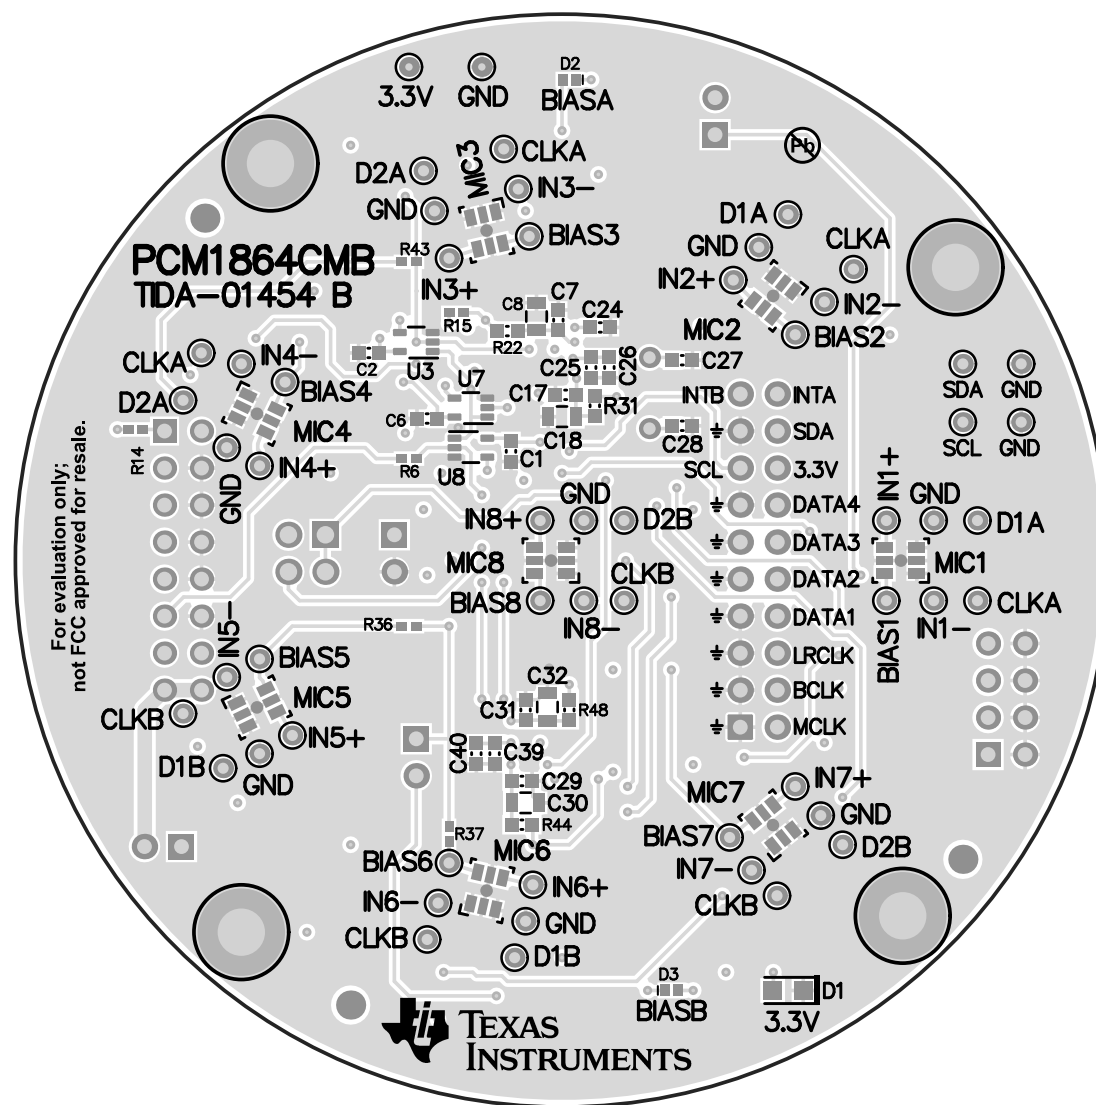 D2
3.3V GND BIASA
Pb
MIC3
CLKA
D2A
IN3-
GND
BIAS3
IN3+
R43
PCM1864CMB
TIDA-01454 B
D1A
GND
CLKA
IN2+
IN2-
MIC2
BIAS2
C8 C7
R15
R22
C24
C2
U3
U7
C25
C26
C27
C17
R31
C18
C28
C6
C1
R6
U8
CLKA
IN4-
BIAS4
D2A
MIC4
R14
IN4+
GND
For evaluation only;
not FCC approved for resale.
INTB INTA
SDA
SCL 3.3V
DATA4
DATA3
DATA2
DATA1
LRCLK
BCLK
MCLK
SDA GND
SCL GND
IN1+
GND
D1A
MIC1
BIAS1
IN1-
CLKA
GND
IN8+
D2B
MIC8
CLKB
BIAS8
IN8-
R36
IN5-
BIAS5
MIC5
CLKB
IN5+
D1B
GND
C32
C31
R48
C40
C39
C29
C30
R44
R37
MIC6
BIAS6
IN6+
IN6-
GND
CLKB
D1B
MIC7
IN7+
GND
BIAS7
D2B
IN7-
CLKB
D3
BIASB
D1
3.3V
ti
TEXAS
INSTRUMENTS